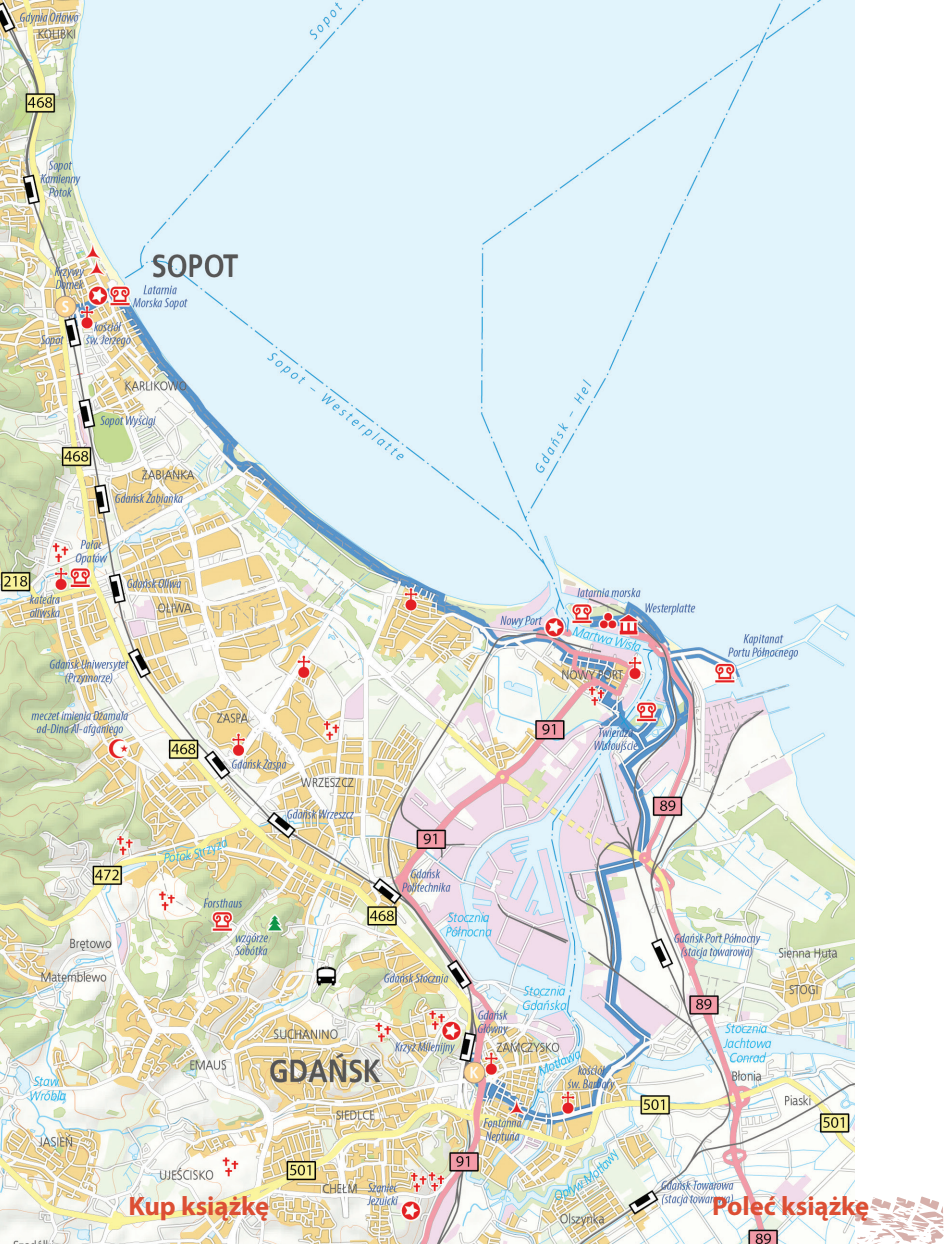 Gdynia Orłowo
KOLIBKI
Sopot
468
Sopot
Kamienny
Potok
SOPOT
Krzywy
Domek
Latarnia
Morska Sopot
S
kościół
św. Jerzego
Sopot
Sopot – Westerplatte
Gdańsk – Hel
KARLIKOWO
Sopot Wyścigi
468
ŻABIANKA
Gdańsk Żabianka
Pałac
Opatów
218
katedra
oliwska
Gdańsk Oliwa
OLIWA
latarnia morska
Westerplatte
Nowy Port
Martwa Wisła
Kapitanat
Portu Północnego
Gdańsk Uniwersytet
(Przymorze)
NOWY PORT
meczet imienia Dżamala
ad-Dina Al-afganiego
ZASPA
468
Gdańsk Zaspa
91
Twierdza
Wisłoujście
WRZESZCZ
89
Gdańsk Wrzeszcz
91
Potok Strzyża
472
Gdańsk
Politechnika
Forsthaus
468
Stocznia
Północna
wzgórze
Sobótka
Brętowo
Gdańsk Port Północny
(stacja towarowa)
Sienna Huta
Matemblewo
Gdańsk Stocznia
STOGI
Stocznia
Gdańska
89
Gdańsk
Główny
SUCHANINO
Krzyż Milenijny
ZAMCZYSKO
Stocznia
Jachtowa
Conrad
EMAUS
GDAŃSK
K
Motława
kościół
św. Barbary
Błonia
Staw
Wróbla
Piaski
501
501
SIEDLCE
Fontanna
Neptuna
JASIEŃ
91
UJEŚCISKO
501
CHEŁM
Szaniec
Jezuicki
Opływ Motławy
Gdańsk Towarowa
(stacja towarowa)
Kup książkę
Poleć książkę
Olszynka
89